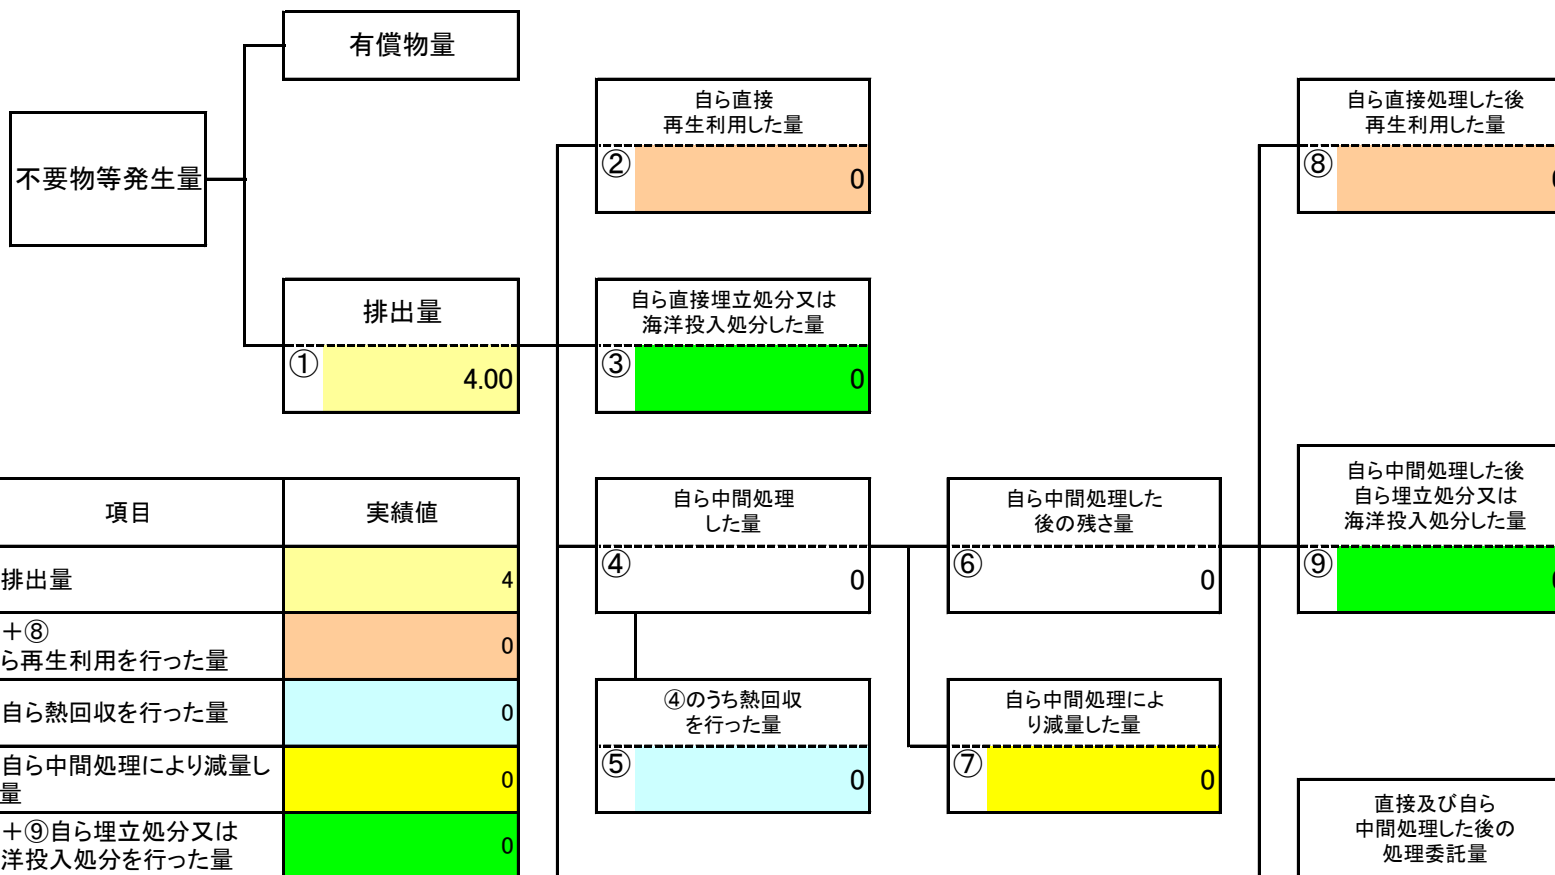 有償物量
不要物等発生量
自ら直接
再生利用した量
②
0
自ら直接処理した後
再生利用した量
⑧
排出量
①
4.00
自ら直接埋立処分又は
海洋投入処分した量
③
0
項目
実績値
排出量
4
+⑧
ら再生利用を行った量
0
自ら熱回収を行った量
0
自ら中間処理により減量し
量
0
+⑨自ら埋立処分又は
洋投入処分を行った量
0
自ら中間処理
した量
④
0
④のうち熱回収
を行った量
⑤
0
自ら中間処理した
後の残さ量
⑥
0
自ら中間処理によ
り減量した量
⑦
0
自ら中間処理した後
自ら埋立処分又は
海洋投入処分した量
⑨
直接及び自ら
中間処理した後の
処理委託量